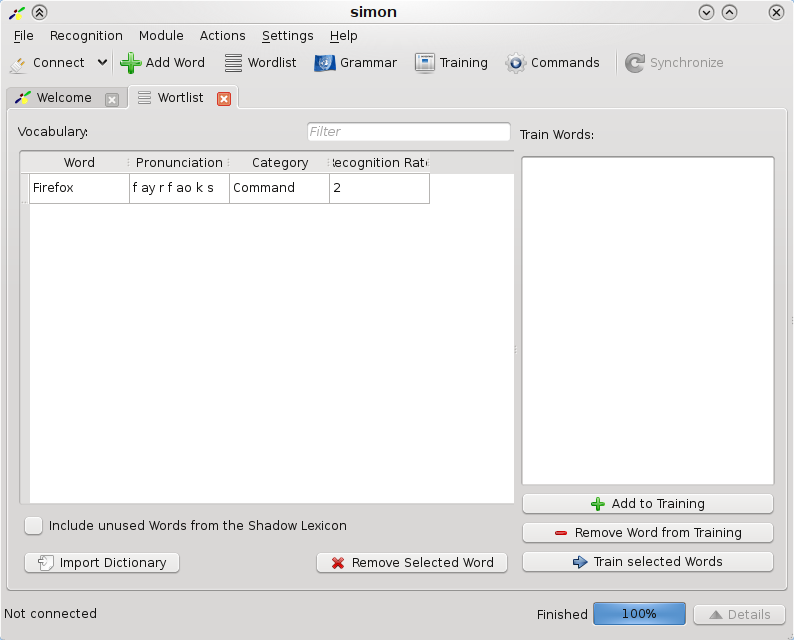 simon
File Recognition Module Actions Settings Help
Connect Add Word Wordlist Grammar Training Commands Synchronize
Welcome Wortlist
Vocabulary: Filter
Train Words:
Word Pronunciation Category Recognition Rate
Firefox f ay r f ao k s Command 2
Include unused Words from the Shadow Lexicon
Import Dictionary Remove Selected Word
Add to Training
Remove Word from Training
Train selected Words
Not connected Finished 100% Details